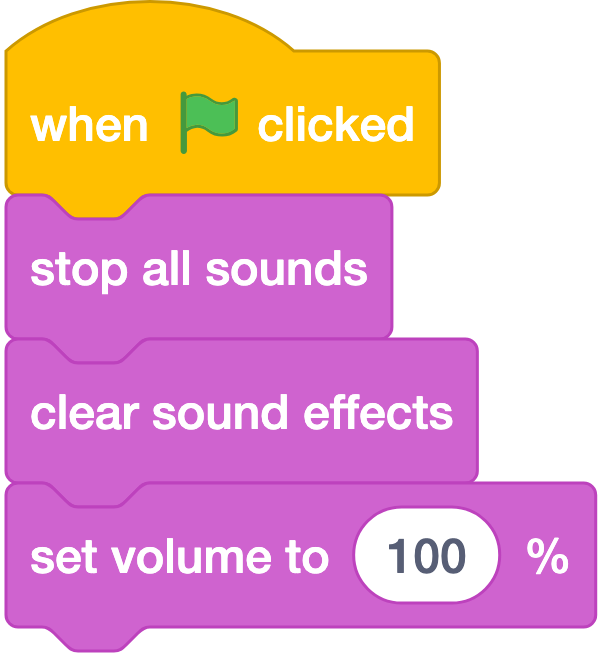 when clicked
stop all sounds
clear sound effects
set volume to 100 %